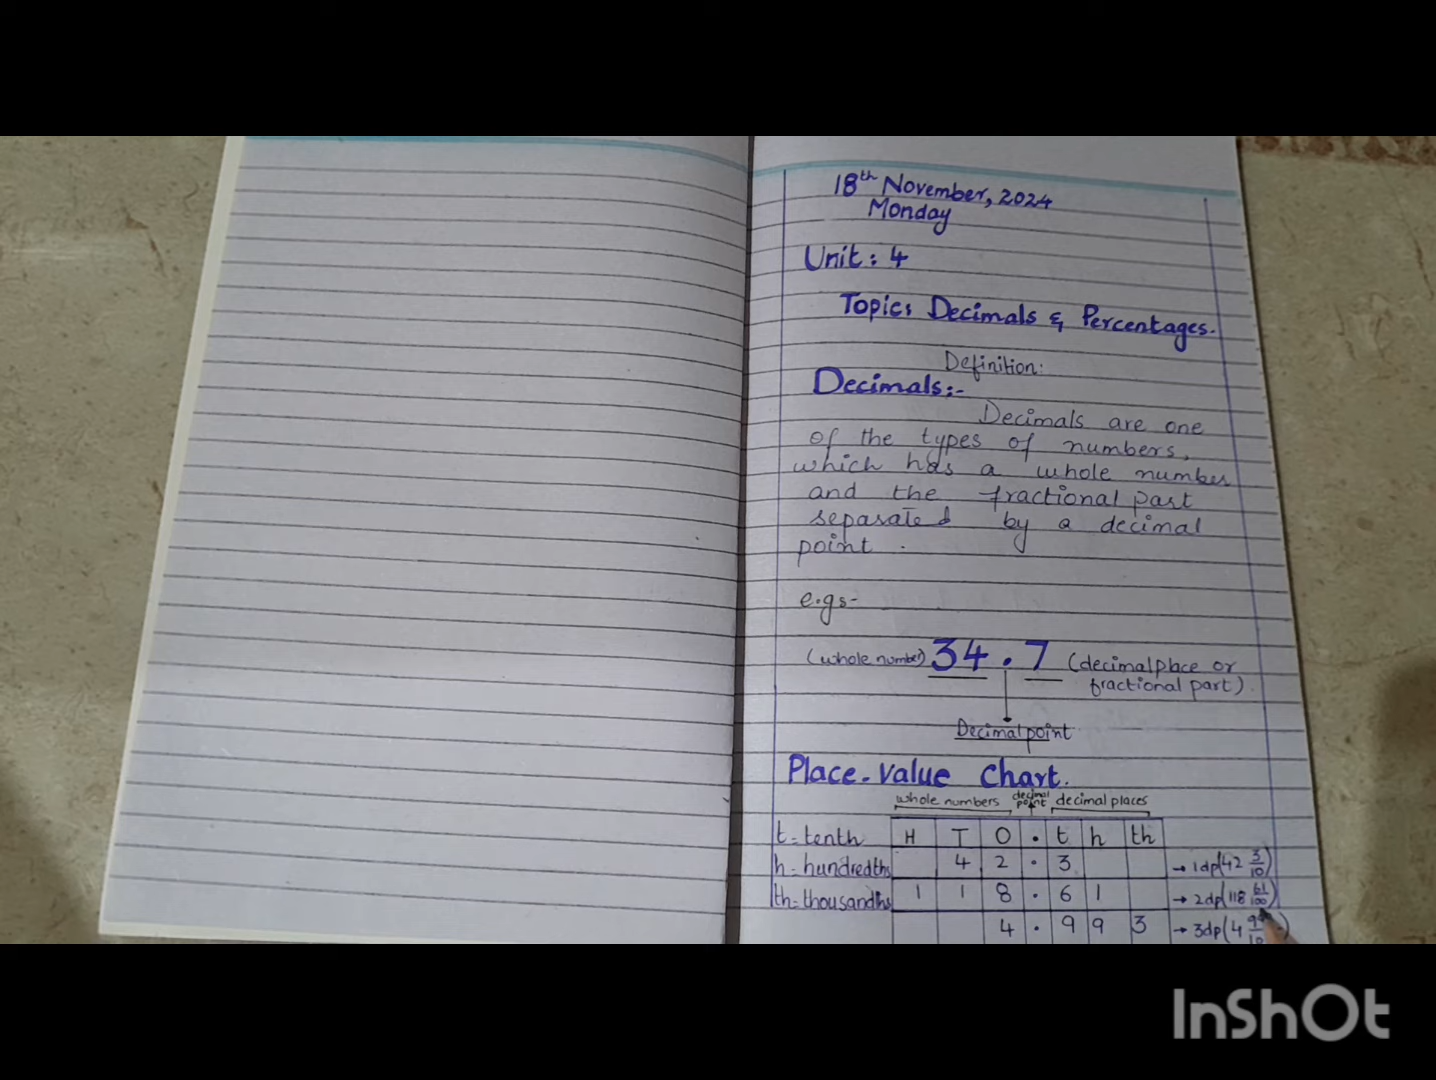 18th November, 2024
Monday
Unit: 4
Topic: Decimals & Percentages.
Definition:
Decimals:-
Decimals are one
of the types of numbers,
which has a whole number
and the fractional part
separated by a decimal
point.
e.g:-
(whole number) 34.7 (decimal place or
fractional part)
Decimal point
Place-value Chart.
whole numbers decimal point decimal places
t = tenth H T O . t h th
h = hundredths 4 2 . 3 → 1dp (42 3/10)
th = thousandths 1 1 8 . 6 1 → 2dp (118 61/100)
4 . 9 9 3 → 3dp (4
InShOt